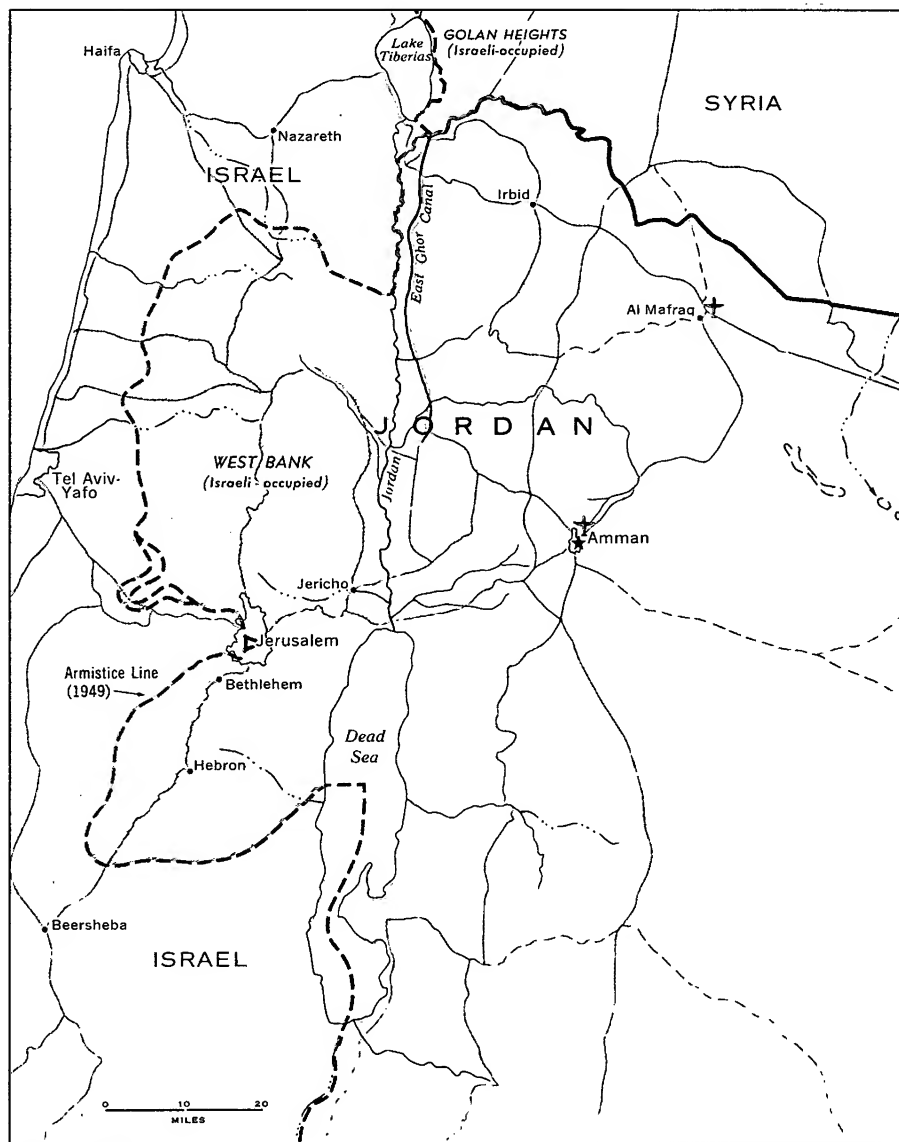 Haifa
Lake
Tiberias
GOLAN HEIGHTS
(Israeli-occupied)
SYRIA
Nazareth
ISRAEL
Irbid
East Ghor Canal
Al Mafraq
JORDAN
WEST BANK
(Israeli-occupied)
Jordan
Tel Aviv-
Yafo
Amman
Jericho
Jerusalem
Armistice Line
(1949)
Bethlehem
Dead
Sea
Hebron
Beersheba
ISRAEL
0 10 20
MILES